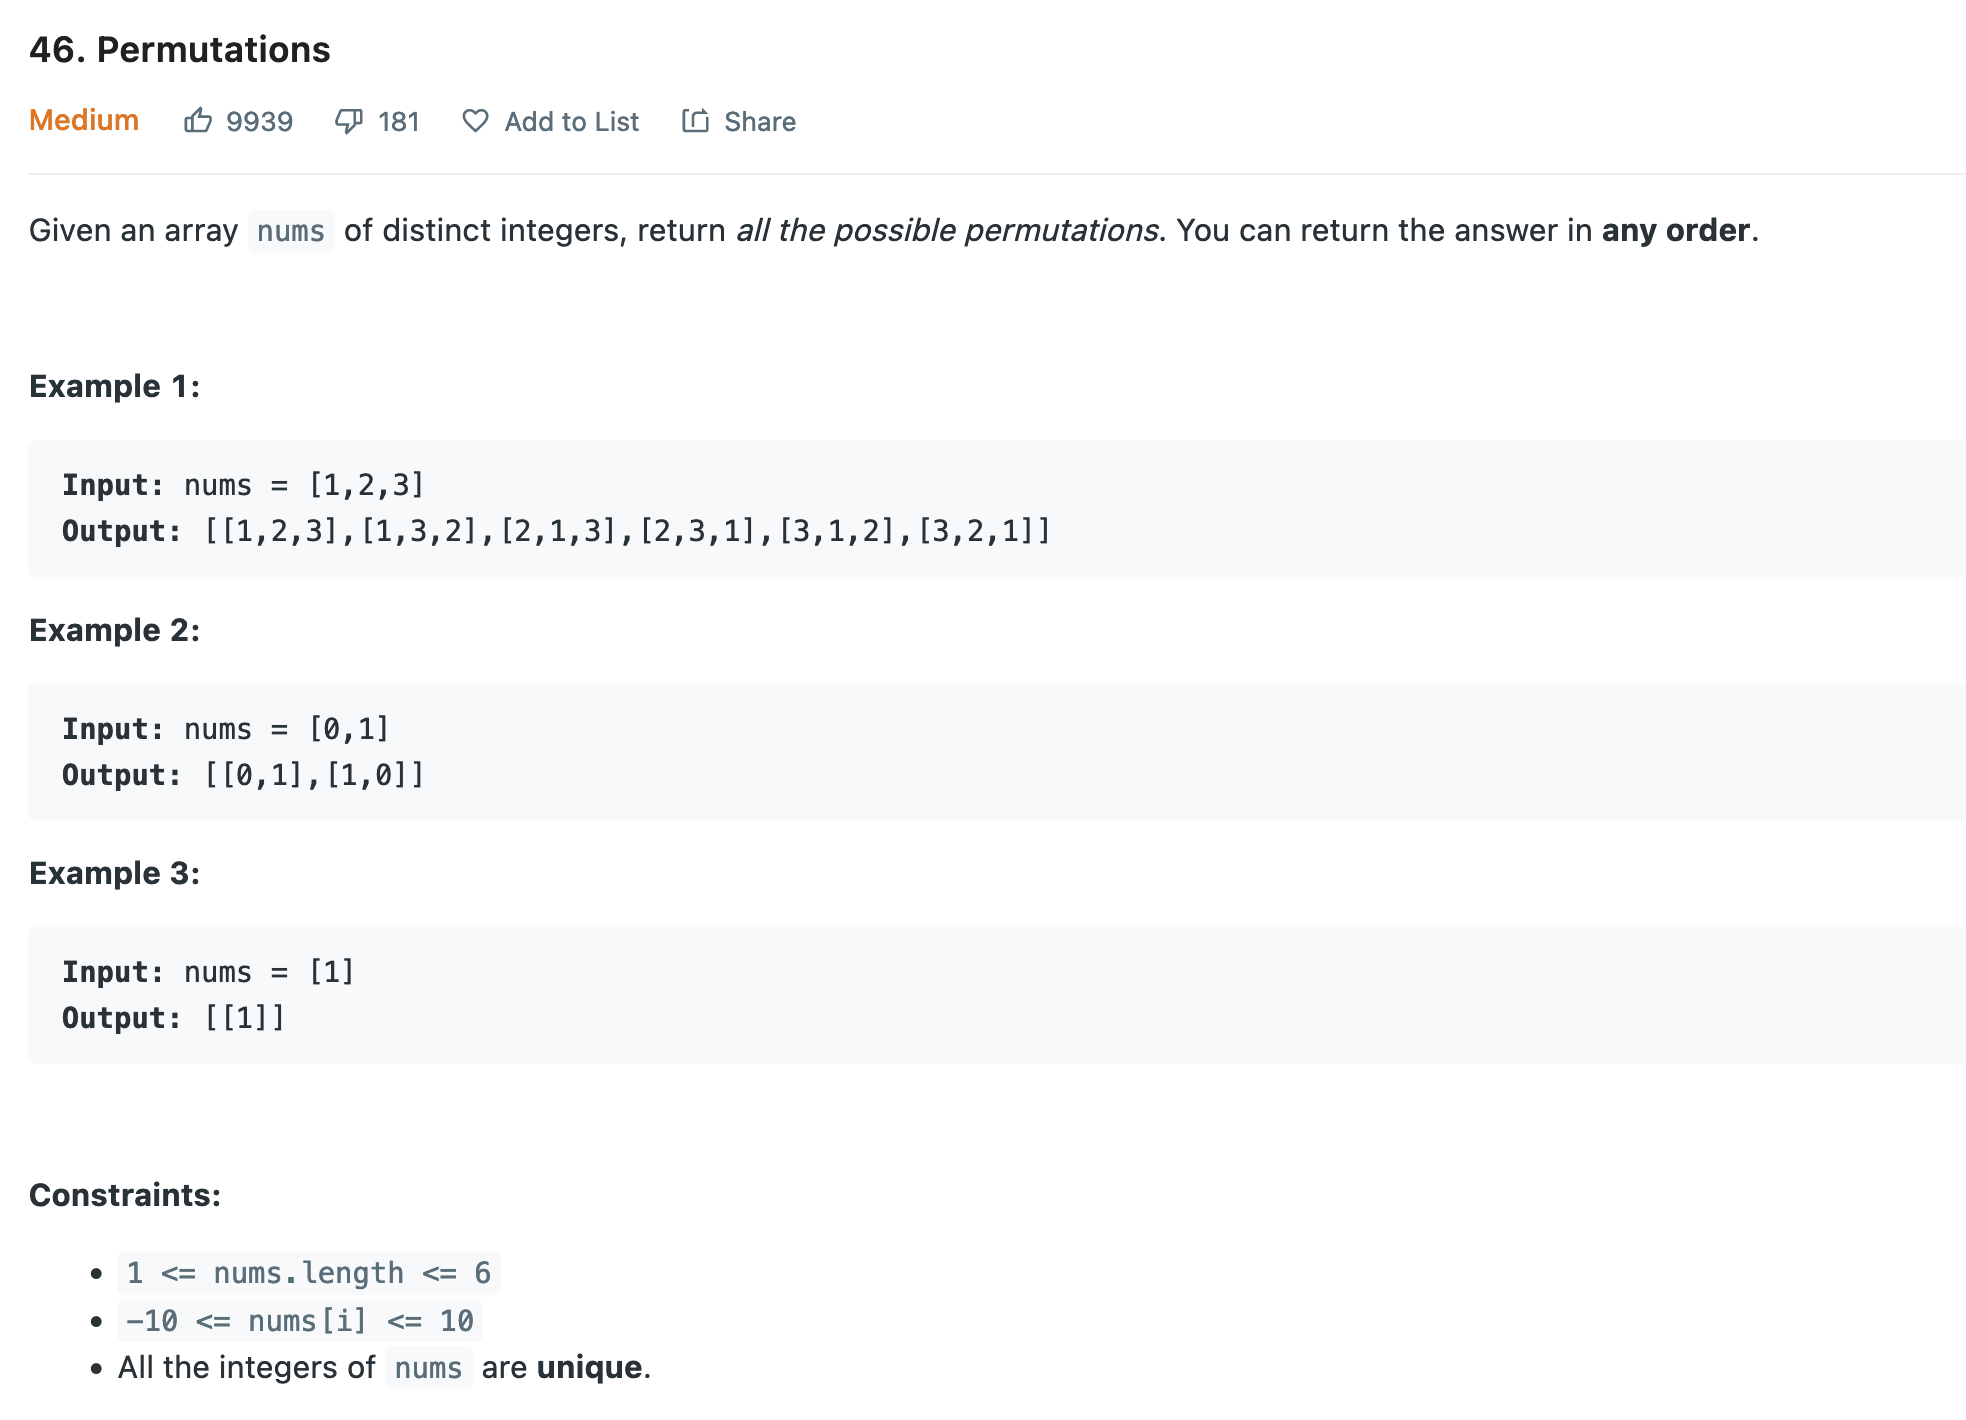 46. Permutations
Medium 9939 181 Add to List Share
Given an array nums of distinct integers, return all the possible permutations. You can return the answer in any order.
Example 1:
Input: nums = [1,2,3]
Output: [[1,2,3],[1,3,2],[2,1,3],[2,3,1],[3,1,2],[3,2,1]]
Example 2:
Input: nums = [0,1]
Output: [[0,1],[1,0]]
Example 3:
Input: nums = [1]
Output: [[1]]
Constraints:
• 1 <= nums.length <= 6
• -10 <= nums[i] <= 10
• All the integers of nums are unique.